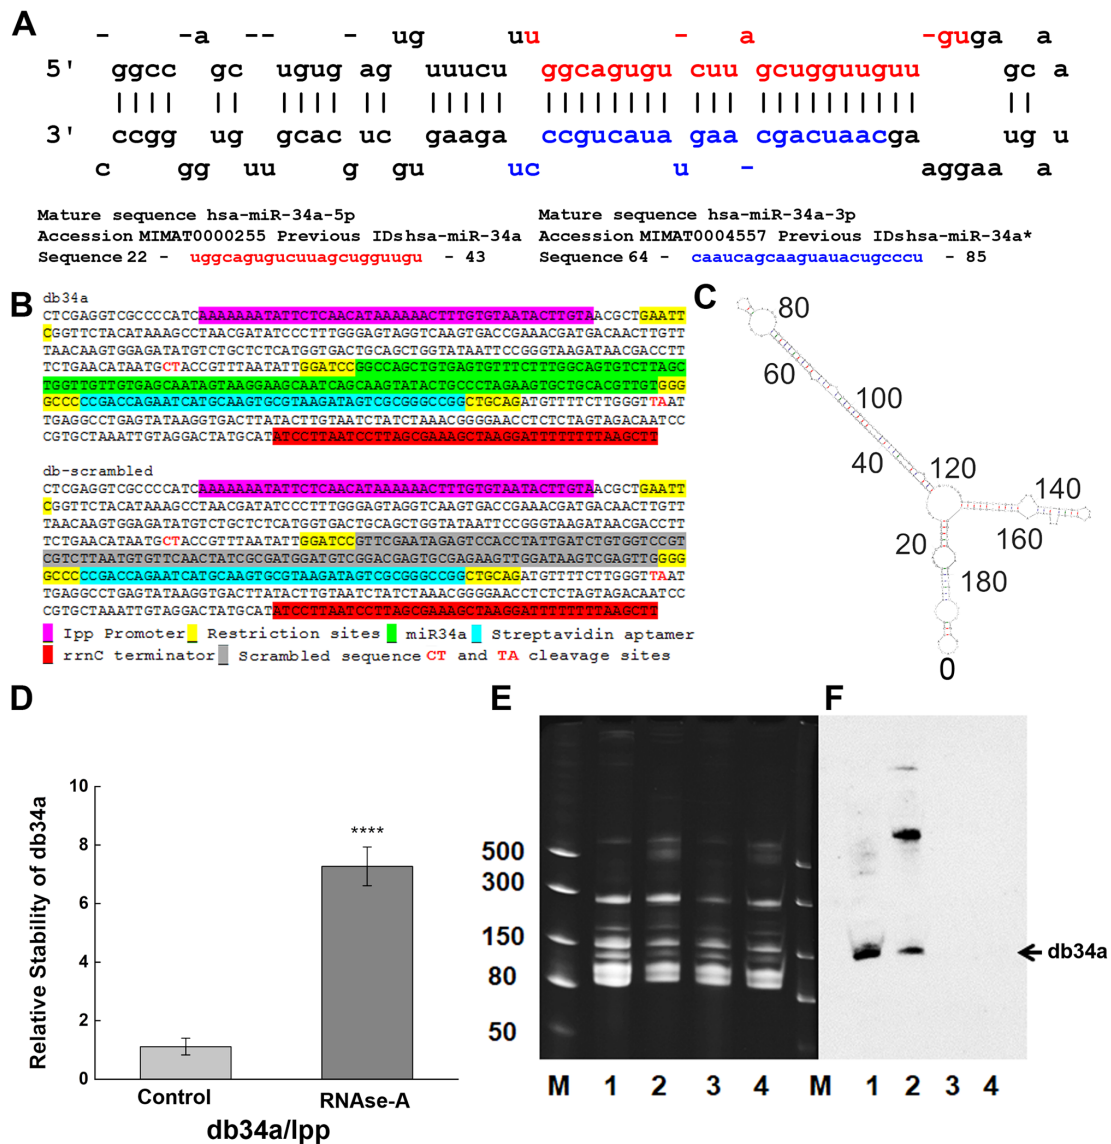 A
- -a -- - ug uu - a -guga a
5' ggcc gc ugug ag uuucu ggcagugu cuu gcugguuguu gc a
|||| || |||| || ||||| |||||||| ||| |||||||||| ||
3' ccgg ug gcac uc gaaga ccgucaua gaa cgacuaacga ug u
c gg uu g gu uc u - aggaa a
Mature sequence hsa-miR-34a-5p
Accession MIMAT0000255 Previous IDs hsa-miR-34a
Sequence 22 - uggcagugucuuagcugguugu - 43
Mature sequence hsa-miR-34a-3p
Accession MIMAT0004557 Previous IDs hsa-miR-34a*
Sequence 64 - caaucagcaaguauacugcccu - 85
B
db34a
CTCGAGGTCGCCCCATCAAAAAAATATTCTCAACATAAAAAACTTTGTGTAATACTTGTAACGCTGAATT
CGGTTCTACATAAAGCCTAACGATATCCCTTTGGGAGTAGGTCAAGTGACCGAAACGATGACAACTTGTT
TAACAAGTGGAGATATGTCTGCTCTCATGGTGACTGCAGCTGGTATAATTCCGGGTAAGATAACGACCTT
TCTGAACATAATGCTACCGTTTAATATTGGATCCGGCCAGCTGTGAGTGTTTCTTTGGCAGTGTCTTAGC
TGGTTGTTGTGAGCAATAGTAAGGAAGCAATCAGCAAGTATACTGCCCTAGAAGTGCTGCACGTTGTGGG
GCCCCCGACCAGAATCATGCAAGTGCGTAAGATAGTCGCGGGCCGGCTGCAGATGTTTTCTTGGGTTAAT
TGAGGCCTGAGTATAAGGTGACTTATACTTGTAATCTATCTAAACGGGGAACCTCTCTAGTAGACAATCC
CGTGCTAAATTGTAGGACTATGCATATCCTTAATCCTTAGCGAAAGCTAAGGATTTTTTTTAAGCTT
db-scrambled
CTCGAGGTCGCCCCATCAAAAAAATATTCTCAACATAAAAAACTTTGTGTAATACTTGTAACGCTGAATT
CGGTTCTACATAAAGCCTAACGATATCCCTTTGGGAGTAGGTCAAGTGACCGAAACGATGACAACTTGTT
TAACAAGTGGAGATATGTCTGCTCTCATGGTGACTGCAGCTGGTATAATTCCGGGTAAGATAACGACCTT
TCTGAACATAATGCTACCGTTTAATATTGGATCCGTTCGAATAGAGTCCACCTATTGATCTGTGGTCCGT
CGTCTTAATGTGTTCAACTATCGCGATGGATGTCGGACGAGTGCGAGAAGTTGGATAAGTCGAGTTGGGG
GCCCCCGACCAGAATCATGCAAGTGCGTAAGATAGTCGCGGGCCGGCTGCAGATGTTTTCTTGGGTTAAT
TGAGGCCTGAGTATAAGGTGACTTATACTTGTAATCTATCTAAACGGGGAACCTCTCTAGTAGACAATCC
CGTGCTAAATTGTAGGACTATGCATATCCTTAATCCTTAGCGAAAGCTAAGGATTTTTTTTAAGCTT
Ipp Promoter Restriction sites miR34a Streptavidin aptamer
rrnC terminator Scrambled sequence CT and TA cleavage sites
C
80
60
100
40
120
140
160
20
180
0
D
Relative Stability of db34a
10
8
6
4
2
0
****
Control RNAse-A
db34a/lpp
E
500
300
150
80
50
M 1 2 3 4
F
db34a
M 1 2 3 4